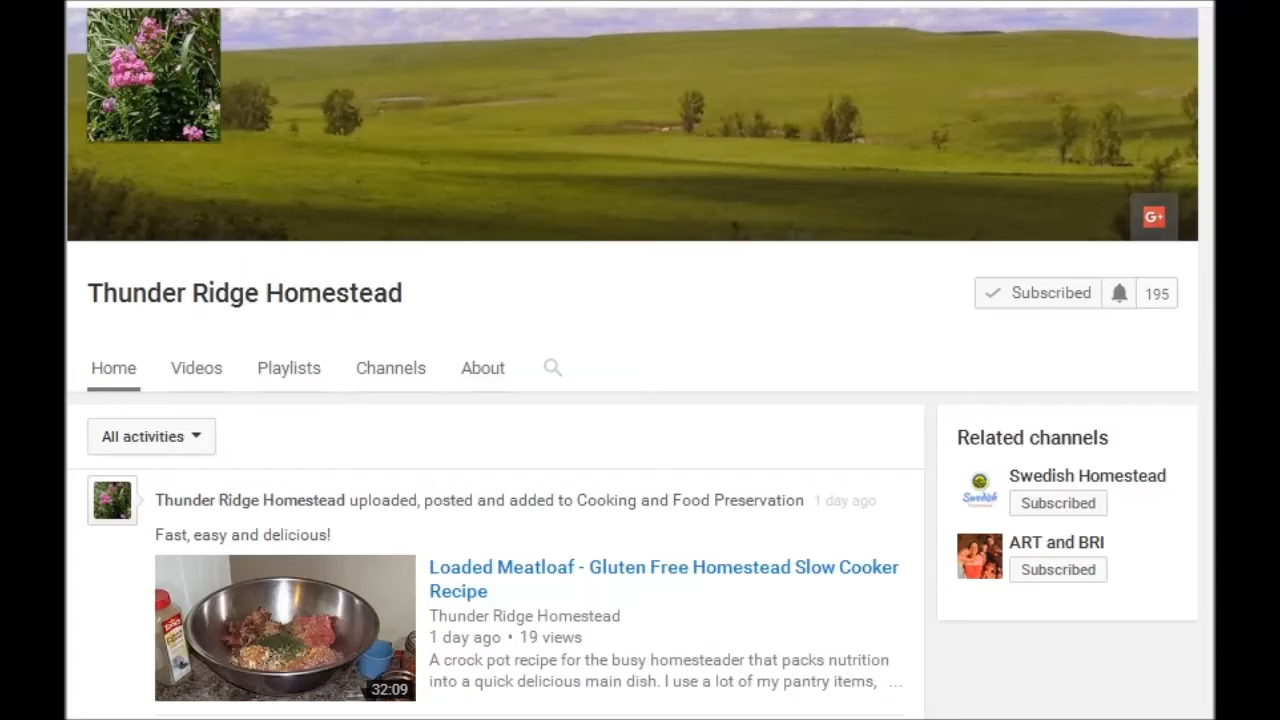 G+
Thunder Ridge Homestead
Subscribed 195
Home Videos Playlists Channels About
All activities
Thunder Ridge Homestead uploaded, posted and added to Cooking and Food Preservation 1 day ago
Fast, easy and delicious!
Loaded Meatloaf - Gluten Free Homestead Slow Cooker
Recipe
Thunder Ridge Homestead
1 day ago • 19 views
A crock pot recipe for the busy homesteader that packs nutrition
into a quick delicious main dish. I use a lot of my pantry items, ...
32:09
Related channels
Swedish Homestead
Subscribed
Swedish
ART and BRI
Subscribed